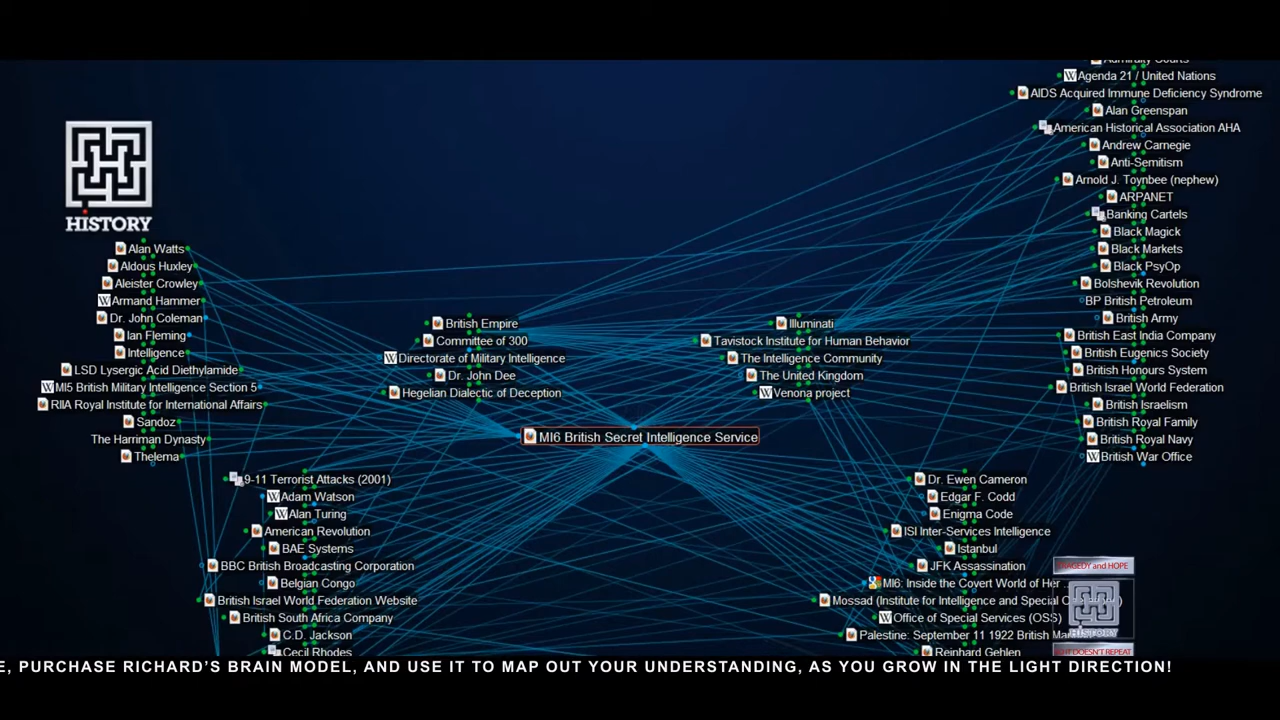 HISTORY
Alan Watts
Aldous Huxley
Aleister Crowley
Armand Hammer
Dr. John Coleman
Ian Fleming
Intelligence
LSD Lysergic Acid Diethylamide
MI5 British Military Intelligence Section 5
RIIA Royal Institute for International Affairs
Sandoz
The Harriman Dynasty
Thelema
British Empire
Committee of 300
Directorate of Military Intelligence
Dr. John Dee
Hegelian Dialectic of Deception
Illuminati
Tavistock Institute for Human Behavior
The Intelligence Community
The United Kingdom
Venona project
Admiralty Courts
Agenda 21 / United Nations
AIDS Acquired Immune Deficiency Syndrome
Alan Greenspan
American Historical Association AHA
Andrew Carnegie
Anti-Semitism
Arnold J. Toynbee (nephew)
ARPANET
Banking Cartels
Black Magick
Black Markets
Black PsyOp
Bolshevik Revolution
BP British Petroleum
British Army
British East India Company
British Eugenics Society
British Honours System
British Israel World Federation
British Israelism
British Royal Family
British Royal Navy
British War Office
MI6 British Secret Intelligence Service
9-11 Terrorist Attacks (2001)
Adam Watson
Alan Turing
American Revolution
BAE Systems
BBC British Broadcasting Corporation
Belgian Congo
British Israel World Federation Website
British South Africa Company
C.D. Jackson
Cecil Rhodes
Dr. Ewen Cameron
Edgar F. Codd
Enigma Code
ISI Inter-Services Intelligence
Istanbul
JFK Assassination
MI6: Inside the Covert World of Her
Mossad (Institute for Intelligence and Special
Office of Special Services (OSS)
Palestine: September 11 1922 British
Reinhard Gehlen
TRAGEDY and HOPE
HISTORY
DOESN'T REPEAT
E, PURCHASE RICHARD'S BRAIN MODEL, AND USE IT TO MAP OUT YOUR UNDERSTANDING, AS YOU GROW IN THE LIGHT DIRECTION!